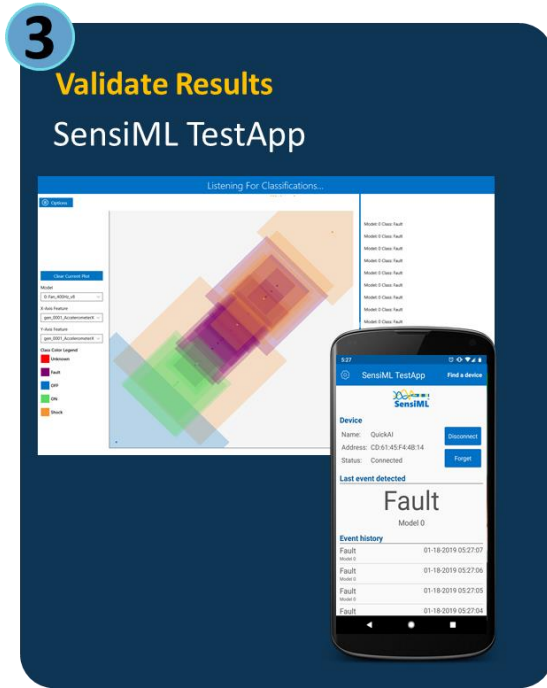 3
Validate Results
SensiML TestApp
Listening For Classifications...
Options
Clear Current Plot
Model
0: Fan_400Hz_v8
X-Axis Feature
gen_0001_AccelerometerX
Y-Axis Feature
gen_0001_AccelerometerX
Class Color Legend
Unknown
Fault
OFF
ON
Shock
Model: 0 Class: Fault
Model: 0 Class: Fault
Model: 0 Class: Fault
Model: 0 Class: Fault
Model: 0 Class: Fault
Model: 0 Class: Fault
Model: 0 Class: Fault
Model: 0 Class: Fault
Model: 0 Class: Fault
5:27
SensiML TestApp Find a device
SensiML
Device
Name: QuickAI
Disconnect
Address: CD:61:45:F4:4B:14
Status: Connected
Forget
Last event detected
Fault
Model 0
Event history
Fault 01-18-2019 05:27:07
Model 0
Fault 01-18-2019 05:27:06
Model 0
Fault 01-18-2019 05:27:05
Model 0
Fault 01-18-2019 05:27:04